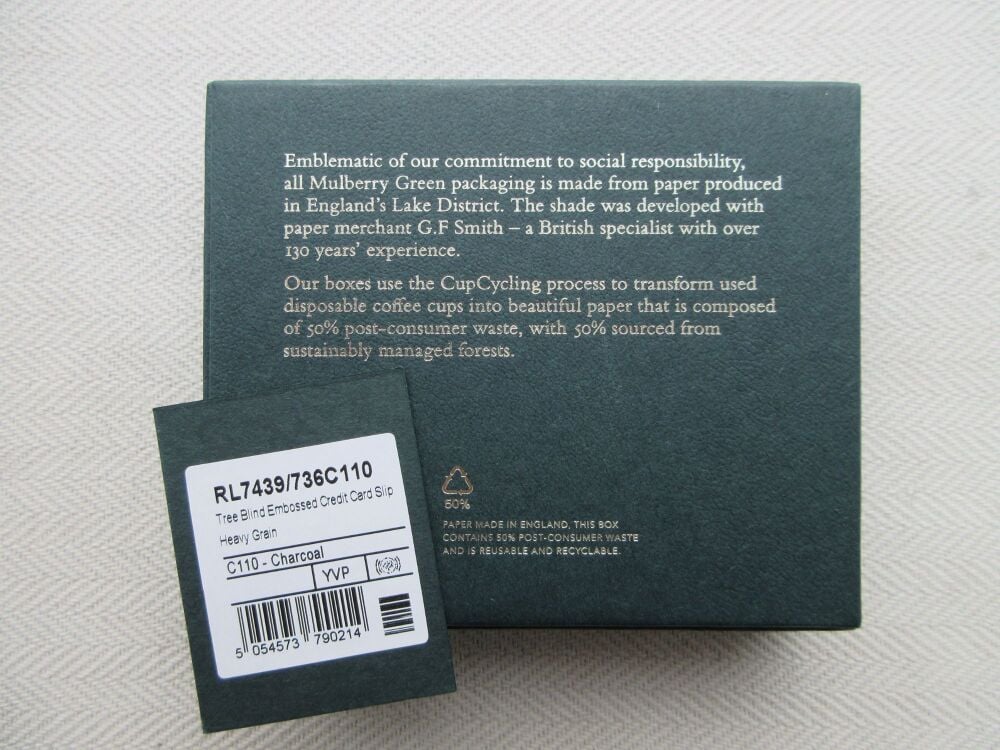 Emblematic of our commitment to social responsibility,
all Mulberry Green packaging is made from paper produced
in England's Lake District. The shade was developed with
paper merchant G.F Smith – a British specialist with over
130 years' experience.
Our boxes use the CupCycling process to transform used
disposable coffee cups into beautiful paper that is composed
of 50% post-consumer waste, with 50% sourced from
sustainably managed forests.
50%
PAPER MADE IN ENGLAND, THIS BOX
CONTAINS 50% POST-CONSUMER WASTE
AND IS REUSABLE AND RECYCLABLE.
RL7439/736C110
Tree Blind Embossed Credit Card Slip
Heavy Grain
C110 - Charcoal
YVP
5 054573 790214